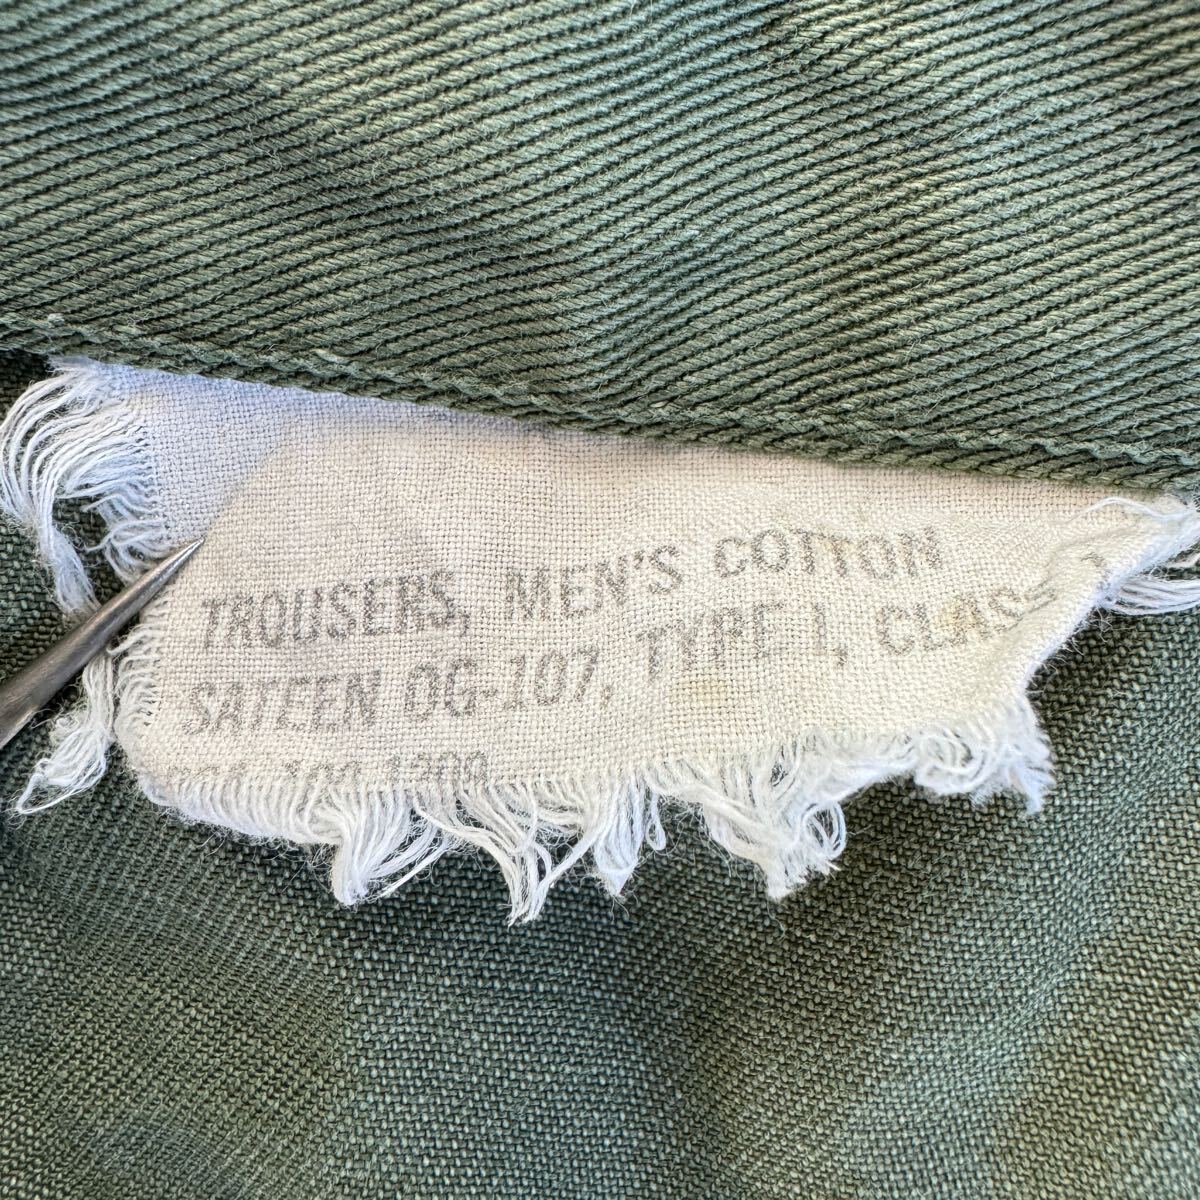 TROUSERS, MEN'S COTTON
SATEEN OG-107, TYPE I, CLASS